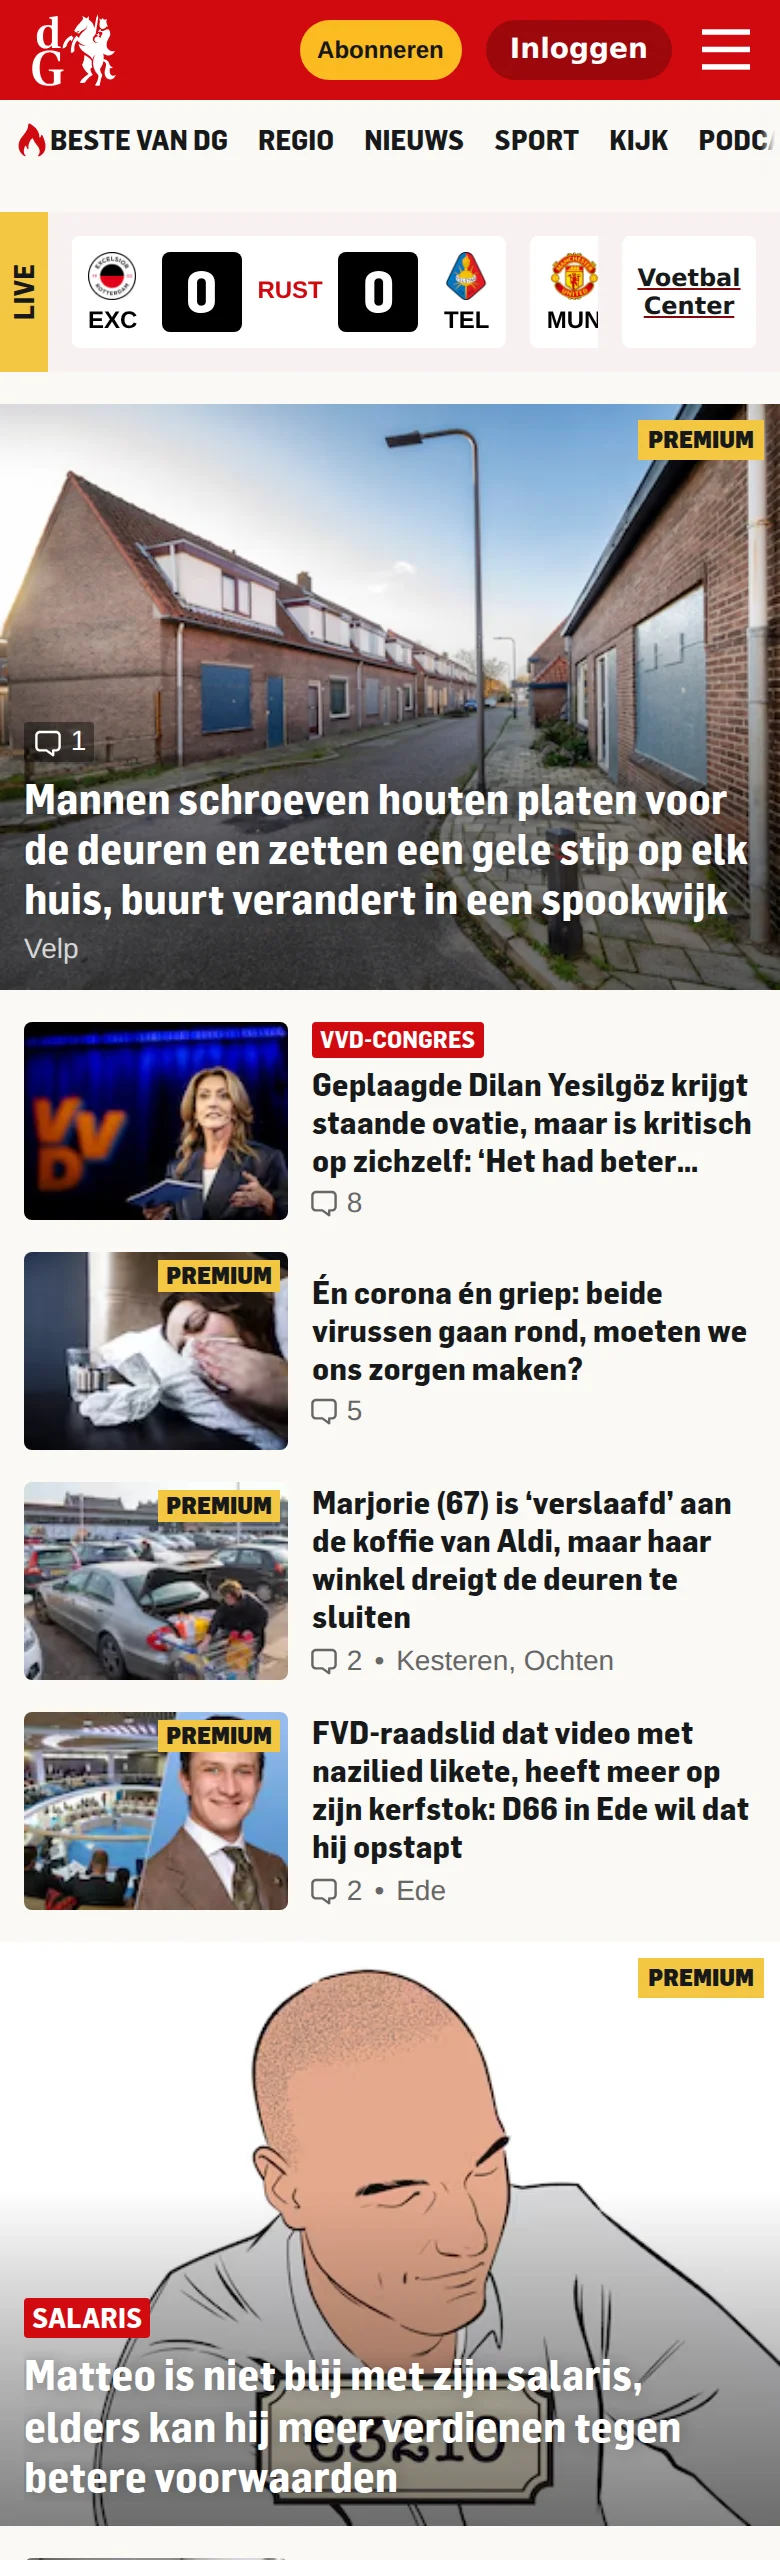 dG
Abonneren
Inloggen
BESTE VAN DG REGIO NIEUWS SPORT KIJK PODCA
LIVE
EXCELSIOR
ROTTERDAM
EXC
0
RUST
0
TEL
MANCHESTER
UNITED
MUN
Voetbal
Center
PREMIUM
1
Mannen schroeven houten platen voor
de deuren en zetten een gele stip op elk
huis, buurt verandert in een spookwijk
Velp
VVD
VVD-CONGRES
Geplaagde Dilan Yesilgöz krijgt
staande ovatie, maar is kritisch
op zichzelf: ‘Het had beter...
8
PREMIUM
Én corona én griep: beide
virussen gaan rond, moeten we
ons zorgen maken?
5
PREMIUM
Marjorie (67) is ‘verslaafd’ aan
de koffie van Aldi, maar haar
winkel dreigt de deuren te
sluiten
2 • Kesteren, Ochten
PREMIUM
FVD-raadslid dat video met
nazilied likete, heeft meer op
zijn kerfstok: D66 in Ede wil dat
hij opstapt
2 • Ede
PREMIUM
SALARIS
Matteo is niet blij met zijn salaris,
elders kan hij meer verdienen tegen
betere voorwaarden
€3210